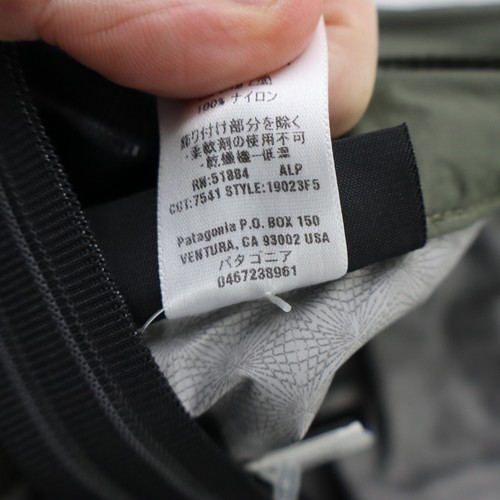 100% ナイロン
飾り付け部分を除く
・柔軟剤の使用不可
・乾燥機−低温
RN:51884 ALP
CUT:7541 STYLE:19023F5
Patagonia P.O. BOX 150
VENTURA, CA 93002 USA
パタゴニア
0467238961